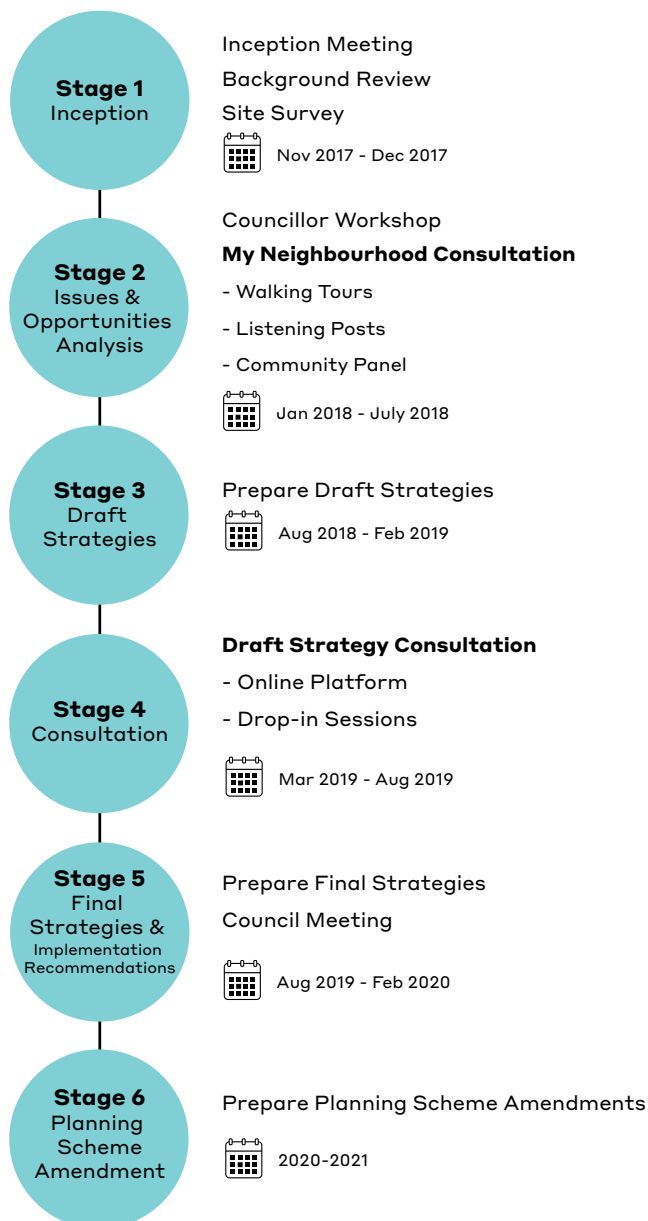 Stage 1
Inception
Inception Meeting
Background Review
Site Survey
Nov 2017 - Dec 2017
Stage 2
Issues &
Opportunities
Analysis
Councillor Workshop
My Neighbourhood Consultation
- Walking Tours
- Listening Posts
- Community Panel
Jan 2018 - July 2018
Stage 3
Draft
Strategies
Prepare Draft Strategies
Aug 2018 - Feb 2019
Stage 4
Consultation
Draft Strategy Consultation
- Online Platform
- Drop-in Sessions
Mar 2019 - Aug 2019
Stage 5
Final
Strategies &
Implementation
Recommendations
Prepare Final Strategies
Council Meeting
Aug 2019 - Feb 2020
Stage 6
Planning
Scheme
Amendment
Prepare Planning Scheme Amendments
2020-2021